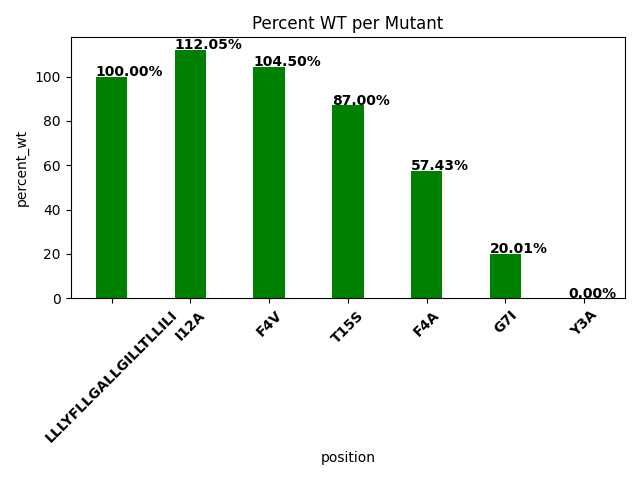 Percent WT per Mutant
112.05%
104.50%
100.00%
87.00%
57.43%
20.01%
0.00%
percent_wt
100
80
60
40
20
0
LLLYFLLGALLGILLTLLILI
I12A
F4V
T15S
F4A
G7I
Y3A
position